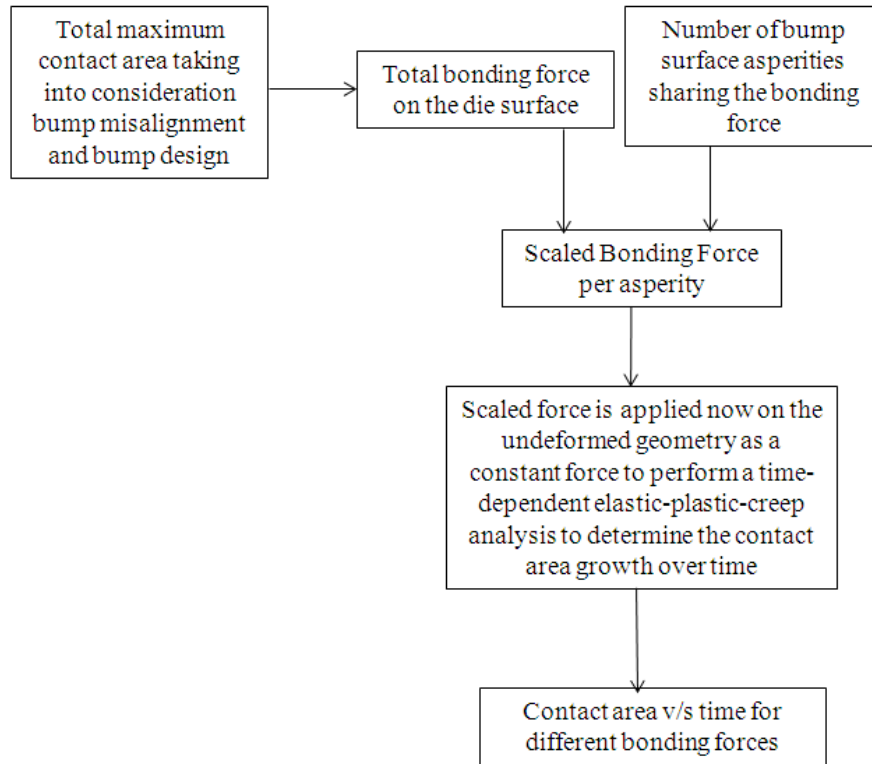 Total maximum
contact area taking
into consideration
bump misalignment
and bump design
Total bonding force
on the die surface
Number of bump
surface asperities
sharing the bonding
force
Scaled Bonding Force
per asperity
Scaled force is applied now on the
undeformed geometry as a
constant force to perform a time-
dependent elastic-plastic-creep
analysis to determine the contact
area growth over time
Contact area v/s time for
different bonding forces